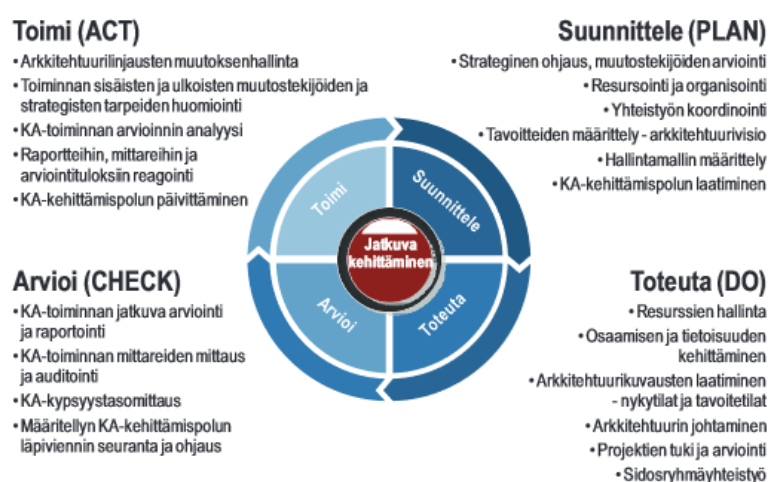 Toimi (ACT)
• Arkkitehtuurilinjausten muutoksenhallinta
• Toiminnan sisäisten ja ulkoisten muutostekijöiden ja
strategisten tarpeiden huomiointi
• KA-toiminnan arvioinnin analyysi
• Raportteihin, mittareihin ja
arviointituloksiin reagointi
• KA-kehittämispolun päivittäminen
Suunnittele (PLAN)
• Strateginen ohjaus, muutostekijöiden arviointi
• Resursointi ja organisointi
• Yhteistyön koordinointi
• Tavoitteiden määrittely - arkkitehtuurivisio
• Hallintamallin määrittely
• KA-kehittämispolun laatiminen
Toimi
Suunnittele
Jatkuva
kehittäminen
Arvioi
Toteuta
Arvioi (CHECK)
• KA-toiminnan jatkuva arviointi
ja raportointi
• KA-toiminnan mittareiden mittaus
ja auditointi
• KA-kypsyystasomittaus
• Määritellyn KA-kehittämispolun
läpiviennin seuranta ja ohjaus
Toteuta (DO)
• Resurssien hallinta
• Osaamisen ja tietoisuuden
kehittäminen
• Arkkitehtuurikuvausten laatiminen
- nykytilat ja tavoitetilat
• Arkkitehtuurin johtaminen
• Projektien tuki ja arviointi
• Sidosryhmäyhteistyö